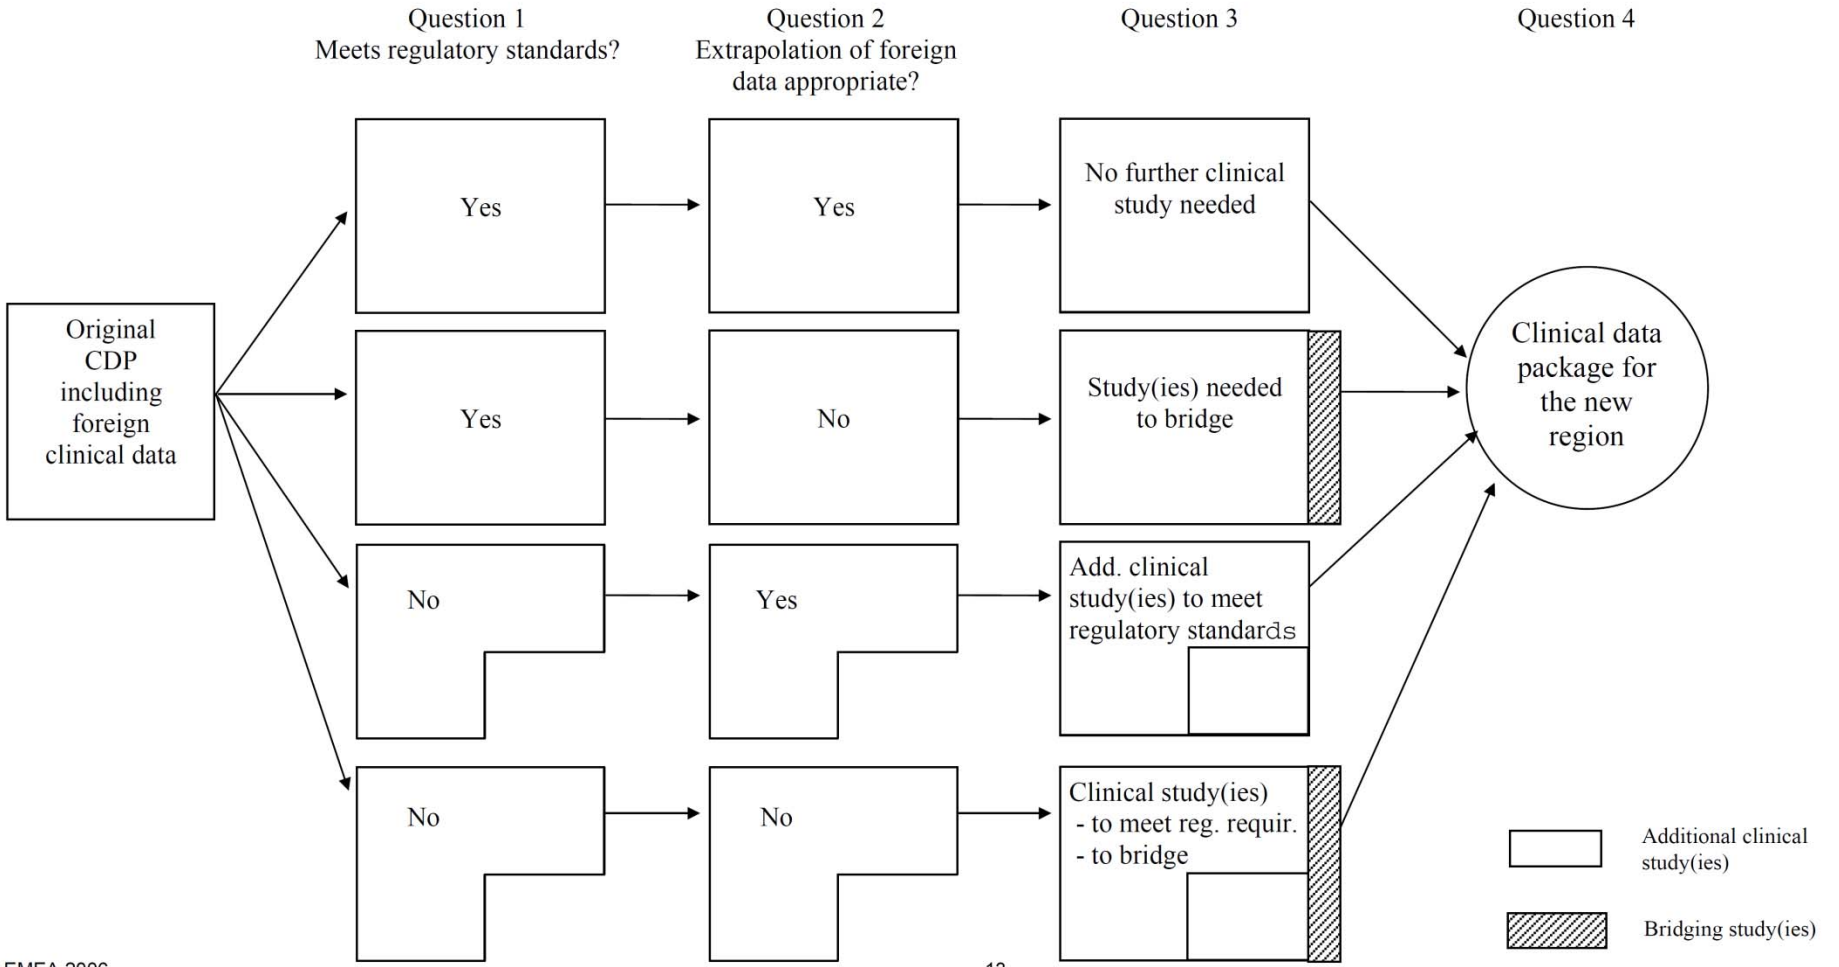 Question 1
Meets regulatory standards?
Question 2
Extrapolation of foreign
data appropriate?
Question 3
Question 4
Original
CDP
including
foreign
clinical data
Yes
Yes
No further clinical
study needed
Yes
No
Study(ies) needed
to bridge
No
Yes
Add. clinical
study(ies) to meet
regulatory standards
No
No
Clinical study(ies)
- to meet reg. requir.
- to bridge
Clinical data
package for
the new
region
Additional clinical
study(ies)
Bridging study(ies)